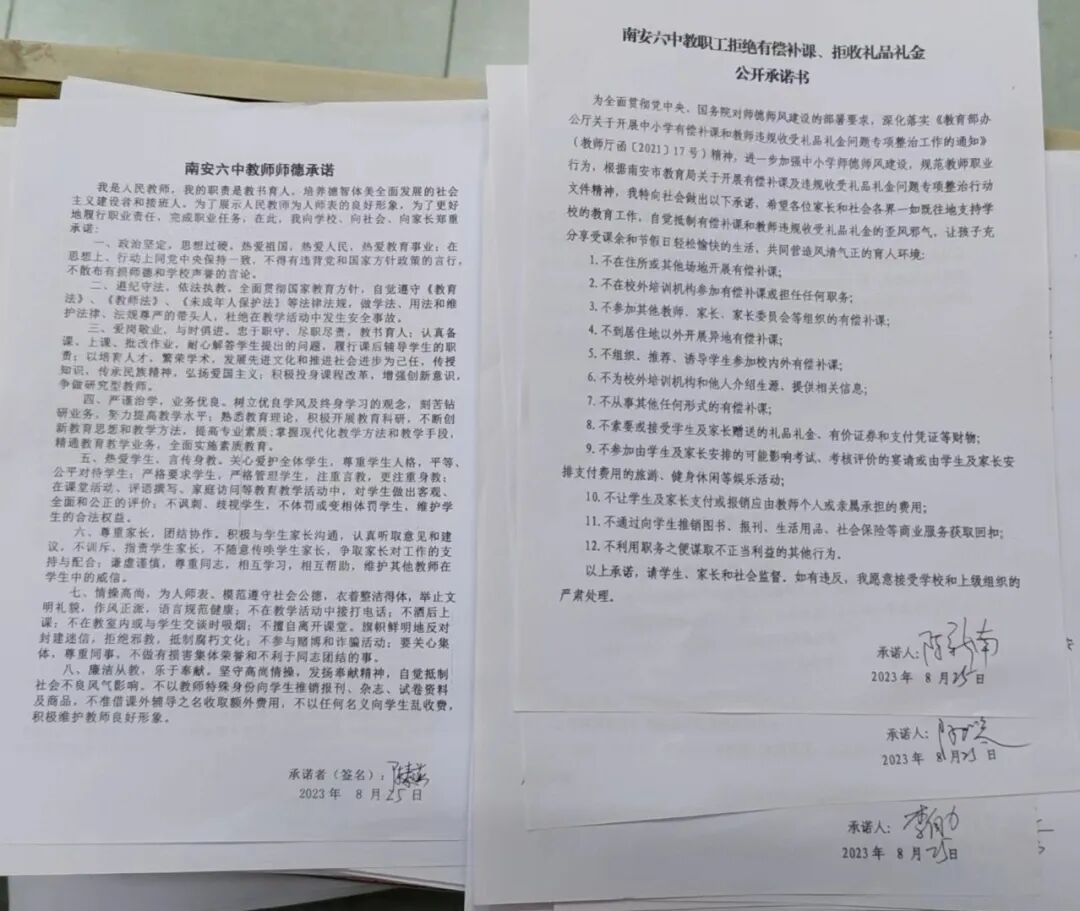 南安六中教师师德承诺
我是人民教师，我的职责是教书育人，培养德智体美全面发展的社会
主义建设者和接班人。为了展示人民教师为人师表的良好形象，为了更好
地履行职业责任，完成职业任务，在此，我向学校、向社会、向家长郑重
承诺：
一、政治坚定，思想过硬。热爱祖国，热爱人民，热爱教育事业；在
思想上、行动上同党中央保持一致，不得有违背党和国家方针政策的言行，
不散布有损师德和学校声誉的言论。
二、遵纪守法、依法执教。全面贯彻国家教育方针，自觉遵守《教育
法》、《教师法》、《未成年人保护法》等法律法规，做学法、用法和维
护法律、法规尊严的带头人，杜绝在教学活动中发生安全事故。
三、爱岗敬业，与时俱进。忠于职守、尽职尽责，教书育人；认真备
课、上课、批改作业，耐心解答学生提出的问题，履行课后辅导学生的职
责；以培育人才，繁荣学术，发展先进文化和推进社会进步为己任，传授
知识，传承民族精神，弘扬爱国主义；积极投身课程改革，增强创新意识，
争做研究型教师。
四、严谨治学，业务优良。树立优良学风及终身学习的观念，刻苦钻
研业务，努力提高教学水平；熟悉教育理论，积极开展教育科研，不断创
新教育思想和教学方法，提高专业素质；掌握现代化教学方法和教学手段，
精通教育教学业务，全面实施素质教育。
五、热爱学生，言传身教。关心爱护全体学生，尊重学生人格，平等、
公平对待学生；严格要求学生，严格管理学生，注重言教，更注重身教；
在课堂活动、评语撰写、家庭访问等教育教学活动中，对学生做出客观、
全面和公正的评价；不讽刺、歧视学生，不体罚或变相体罚学生，维护学
生的合法权益。
六、尊重家长，团结协作。积极与学生家长沟通，认真听取意见和建
议，不训斥、指责学生家长，不随意传唤学生家长，争取家长对工作的支
持与配合；谦虚谨慎，尊重同志，相互学习，相互帮助，维护其他教师在
学生中的威信。
七、情操高尚，为人师表。模范遵守社会公德，衣着整洁得体，举止文
明礼貌，作风正派，语言规范健康；不在教学活动中接打电话；不酒后上
课；不在教室内或与学生交谈时吸烟；不擅自离开课堂。旗帜鲜明地反对
封建迷信，拒绝邪教，抵制腐朽文化；不参与赌博和诈骗活动；要关心集
体，尊重同事，不做有损害集体荣誉和不利于同志团结的事。
八、廉洁从教，乐于奉献。坚守高尚情操，发扬奉献精神，自觉抵制
社会不良风气影响。不以教师特殊身份向学生推销报刊、杂志、试卷资料
及商品，不准借课外辅导之名收取额外费用，不以任何名义向学生乱收费，
积极维护教师良好形象。
承诺者（签名）：
2023 年 8 月 25 日
南安六中教职工拒绝有偿补课、拒收礼品礼金
公开承诺书
为全面贯彻党中央、国务院对师德师风建设的部署要求，深化落实《教育部办
公厅关于开展中小学有偿补课和教师违规收受礼品礼金问题专项整治工作的通知》
（教师厅函〔2021〕17 号）精神，进一步加强中小学师德师风建设，规范教师职业
行为，根据南安市教育局关于开展有偿补课及违规收受礼品礼金问题专项整治行动
文件精神，我特向社会做出以下承诺，希望各位家长和社会各界一如既往地支持学
校的教育工作，自觉抵制有偿补课和教师违规收受礼品礼金的歪风邪气，让孩子充
分享受课余和节假日轻松愉快的生活，共同营造风清气正的育人环境：
1. 不在住所或其他场地开展有偿补课；
2. 不在校外培训机构参加有偿补课或担任任何职务；
3. 不参加其他教师、家长、家长委员会等组织的有偿补课；
4. 不到居住地以外开展异地有偿补课；
5. 不组织、推荐、诱导学生参加校内外有偿补课；
6. 不为校外培训机构和他人介绍生源、提供相关信息；
7. 不从事其他任何形式的有偿补课；
8. 不索要或接受学生及家长赠送的礼品礼金、有价证券和支付凭证等财物；
9. 不参加由学生及家长安排的可能影响考试、考核评价的宴请或由学生及家长安
排支付费用的旅游、健身休闲等娱乐活动；
10. 不让学生及家长支付或报销应由教师个人或亲属承担的费用；
11. 不通过向学生推销图书、报刊、生活用品、社会保险等商业服务获取回扣；
12. 不利用职务之便谋取不正当利益的其他行为。
以上承诺，请学生、家长和社会监督。如有违反，我愿意接受学校和上级组织的
严肃处理。
承诺人：陈新南
2023 年 8 月 25 日
承诺人：
2023 年 8 月 25 日
承诺人：
2023 年 8 月 25 日